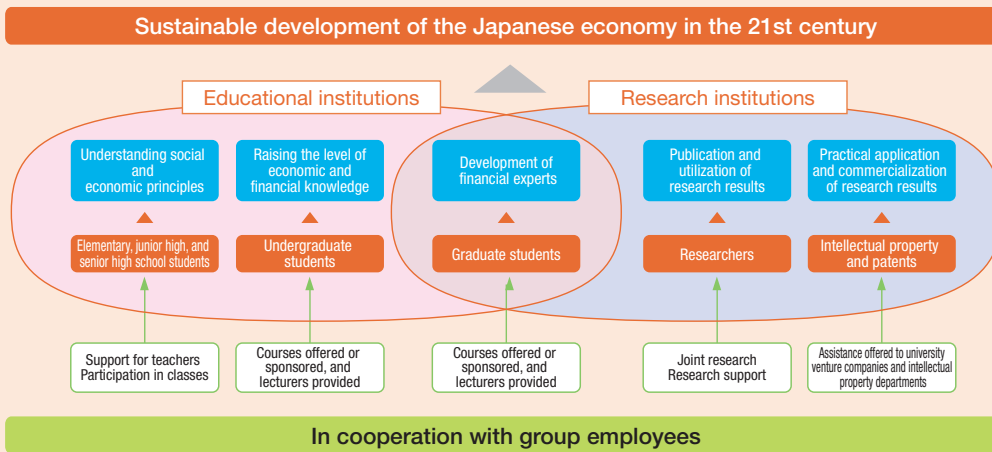 Sustainable development of the Japanese economy in the 21st century
Educational institutions
Research institutions
Understanding social
and
economic principles
Raising the level of
economic and
financial knowledge
Development of
financial experts
Publication and
utilization of
research results
Practical application
and commercialization
of research results
Elementary, junior high, and
senior high school students
Undergraduate
students
Graduate students
Researchers
Intellectual property
and patents
Support for teachers
Participation in classes
Courses offered or
sponsored, and
lecturers provided
Courses offered or
sponsored, and
lecturers provided
Joint research
Research support
Assistance offered to university
venture companies and intellectual
property departments
In cooperation with group employees